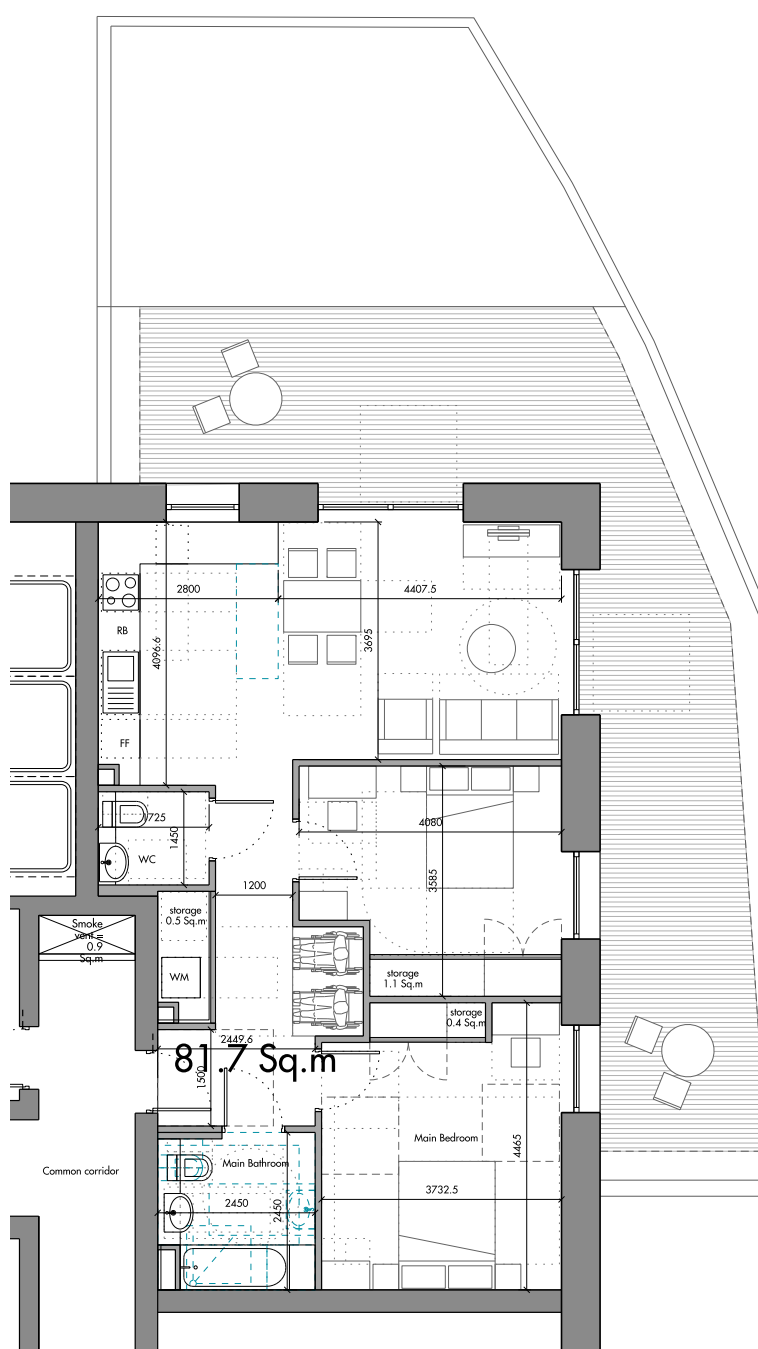 2800
4407.5
RB
4096.6
3695
FF
1725
1450
WC
4080
3585
1200
storage
0.5 Sq.m
Smoke
vent =
0.9
Sq.m
WM
storage
1.1 Sq.m
storage
0.4 Sq.m
2449.6
81.7 Sq.m
1500
Main Bedroom
4465
Common corridor
Main Bathroom
3732.5
2450
2450